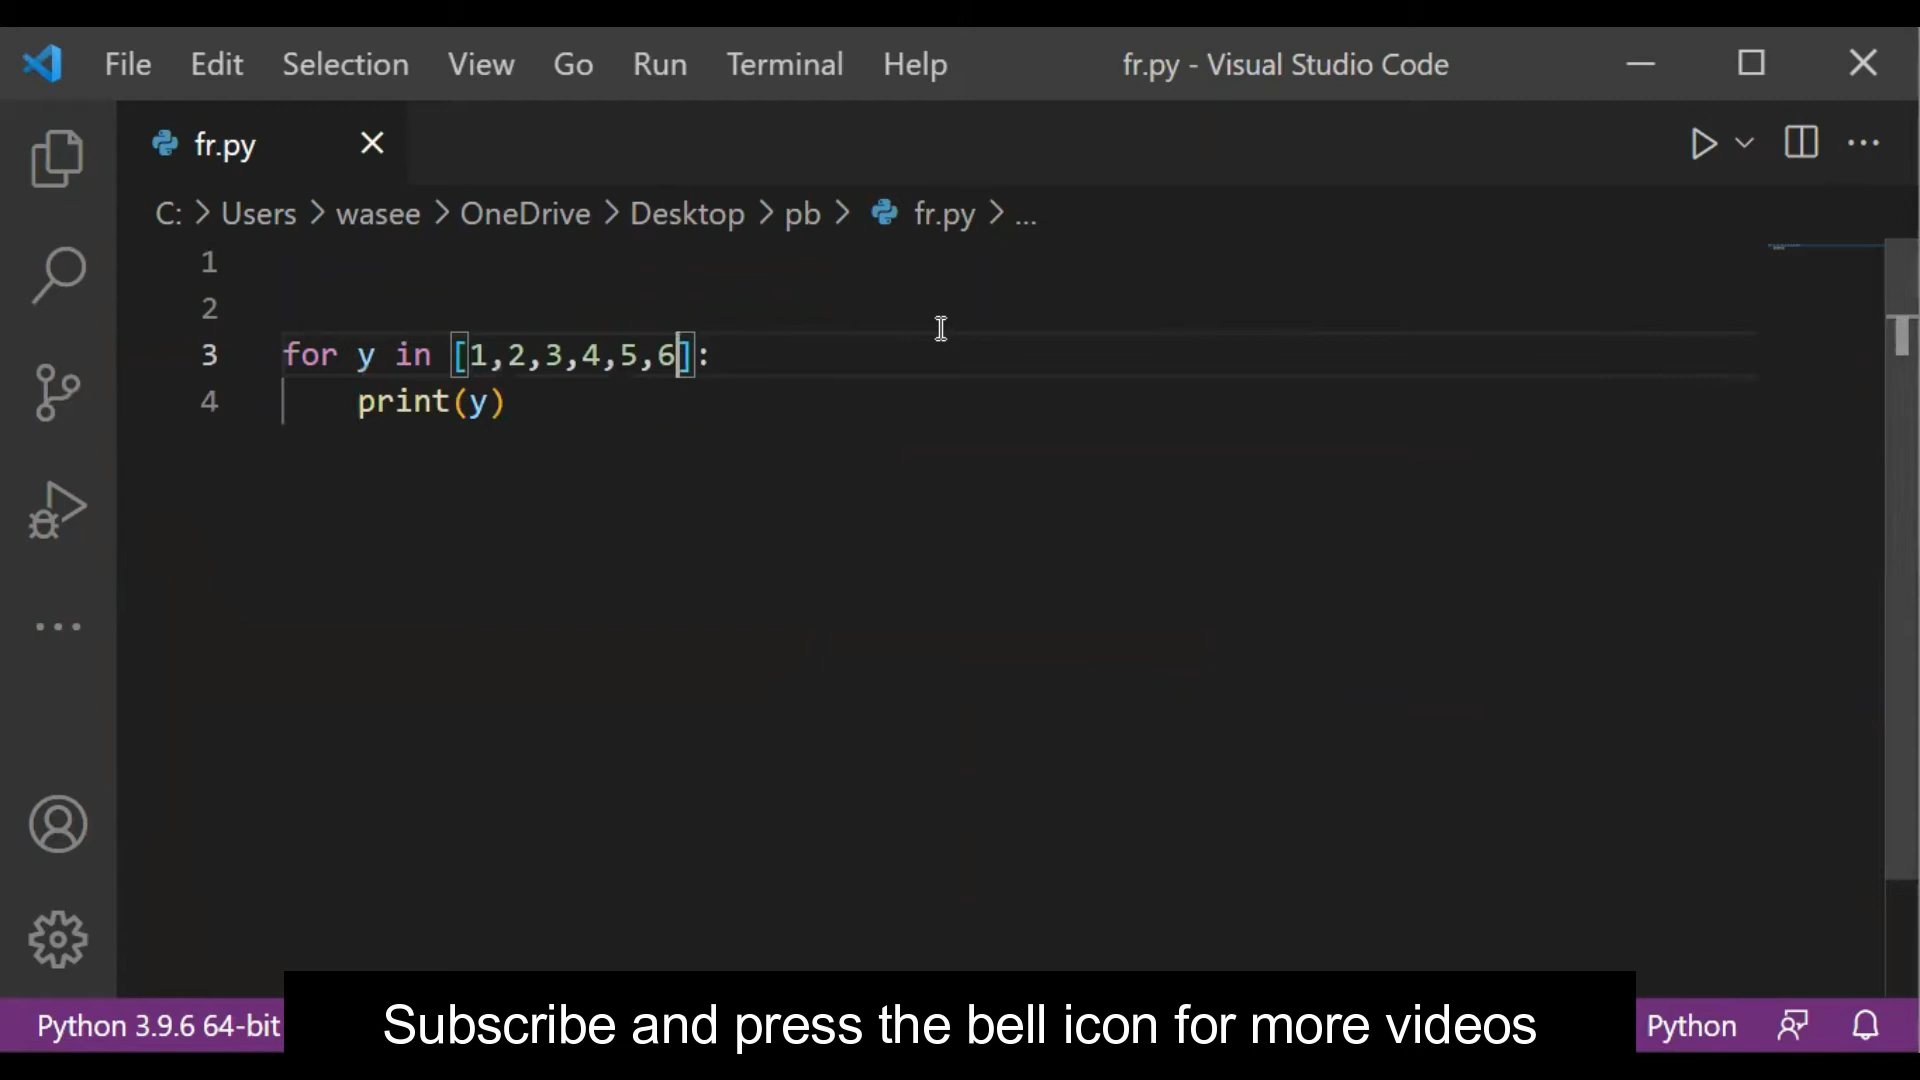 File Edit Selection View Go Run Terminal Help fr.py - Visual Studio Code
fr.py
C: > Users > wasee > OneDrive > Desktop > pb > fr.py > ...
1
2
3 for y in [1,2,3,4,5,6]:
4     print(y)
Python 3.9.6 64-bit Subscribe and press the bell icon for more videos Python